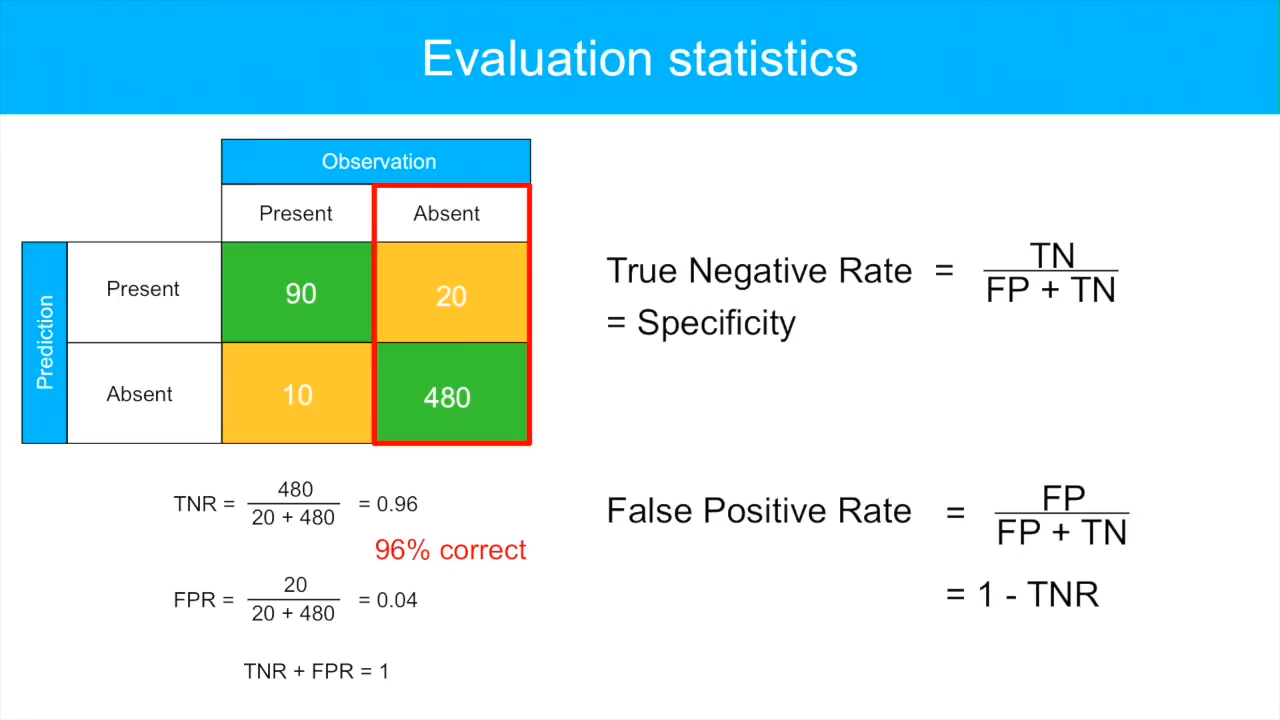 Evaluation statistics
Observation
Present Absent
Prediction
Present 90 20
Absent 10 480
TNR = 480 / 20 + 480 = 0.96
96% correct
FPR = 20 / 20 + 480 = 0.04
TNR + FPR = 1
True Negative Rate = TN / FP + TN
= Specificity
False Positive Rate = FP / FP + TN
= 1 - TNR